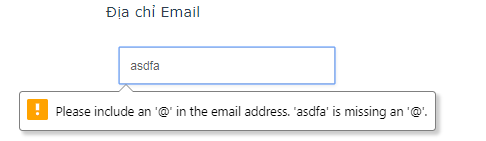 Địa chỉ Email
asdfa
Please include an '@' in the email address. 'asdfa' is missing an '@'.